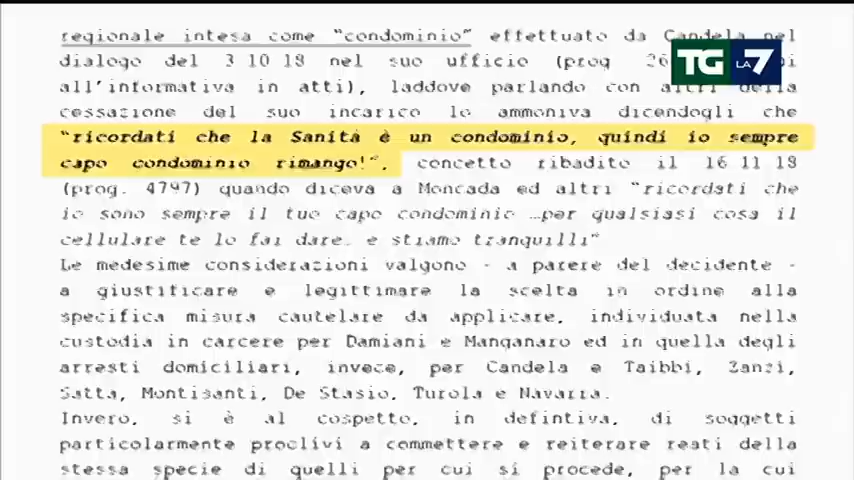 regionale intesa come “condominio” effettuato da Candela nel
dialogo del 3 10 18 nel suo ufficio (prog 26
all’informativa in atti), laddove parlando con altri della
cessazione del suo incarico lo ammoniva dicendogli che
“ricordati che la Sanità è un condominio, quindi io sempre
capo condominio rimango!”, concetto ribadito il 16 11 18
(prog. 4797) quando diceva a Moncada ed altri “ricordati che
io sono sempre il tuo capo condominio …per qualsiasi cosa il
cellulare te lo fai dare. e stiamo tranquilli”
Le medesime considerazioni valgono - a parere del decidente -
a giustificare e legittimare la scelta in ordine alla
specifica misura cautelare da applicare, individuata nella
custodia in carcere per Damiani e Manganaro ed in quella degli
arresti domiciliari, invece, per Candela e Taibbi, Zanzi,
Satta, Montisanti, De Stasio, Turola e Navarra.
Invero, si è al cospetto, in defintiva, di soggetti
particolarmente proclivi a commettere e reiterare reati della
stessa specie di quelli per cui si procede, per la cui
TG LA7